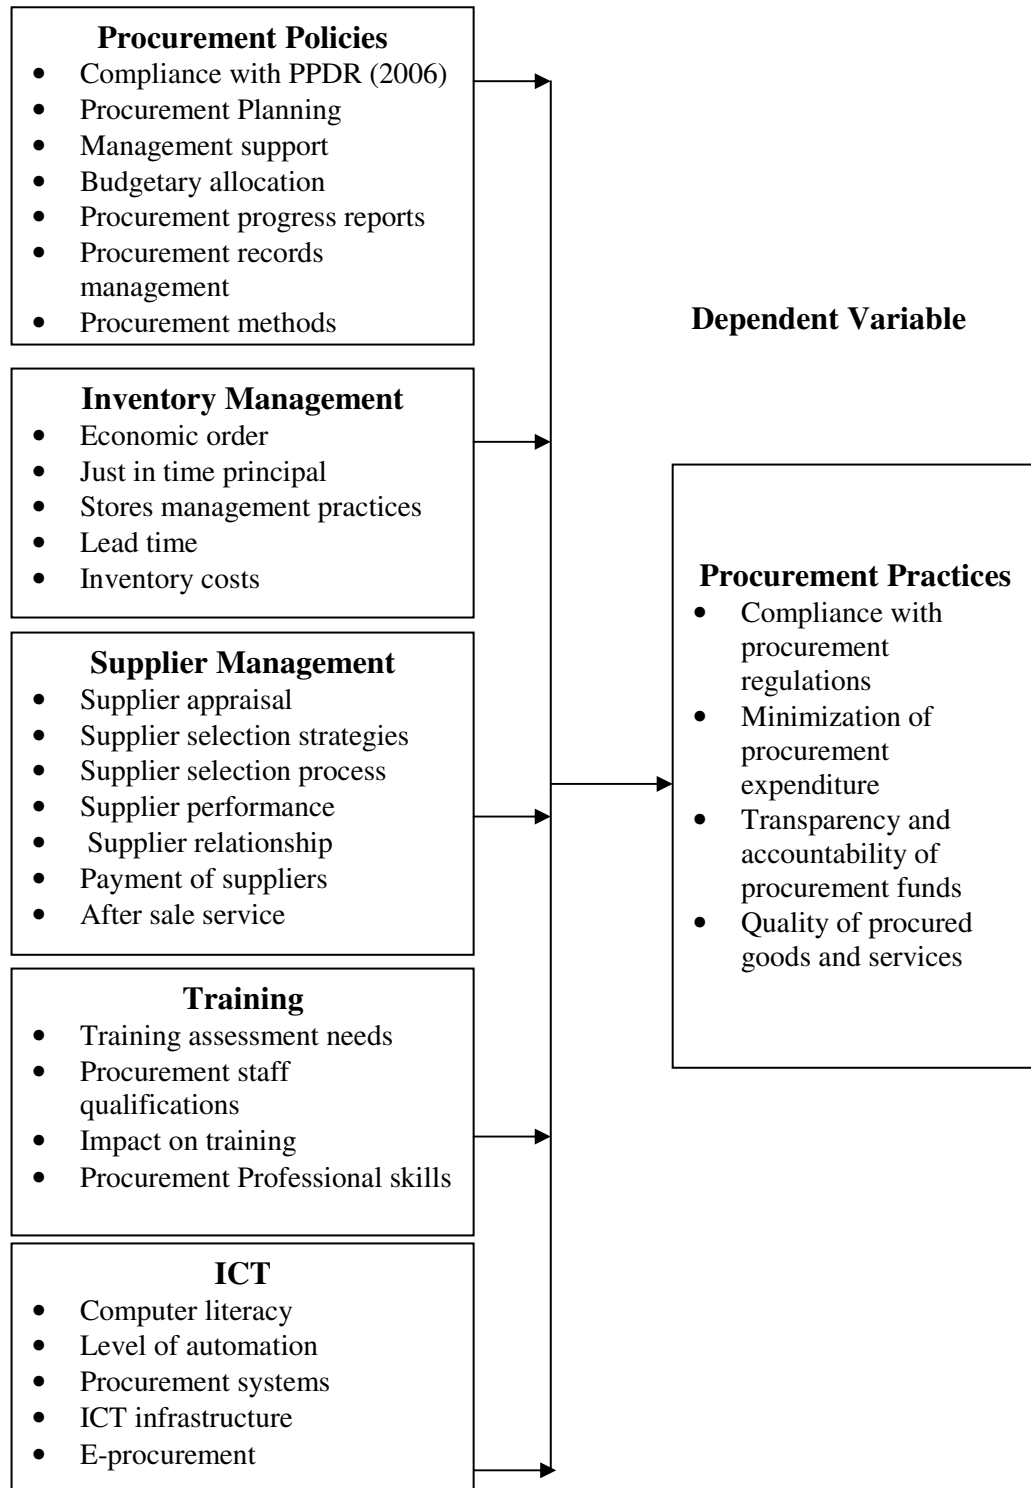 Procurement Policies
• Compliance with PPDR (2006)
• Procurement Planning
• Management support
• Budgetary allocation
• Procurement progress reports
• Procurement records
management
• Procurement methods
Dependent Variable
Inventory Management
• Economic order
• Just in time principal
• Stores management practices
• Lead time
• Inventory costs
Supplier Management
• Supplier appraisal
• Supplier selection strategies
• Supplier selection process
• Supplier performance
• Supplier relationship
• Payment of suppliers
• After sale service
Training
• Training assessment needs
• Procurement staff
qualifications
• Impact on training
• Procurement Professional skills
ICT
• Computer literacy
• Level of automation
• Procurement systems
• ICT infrastructure
• E-procurement
Procurement Practices
• Compliance with
procurement
regulations
• Minimization of
procurement
expenditure
• Transparency and
accountability of
procurement funds
• Quality of procured
goods and services